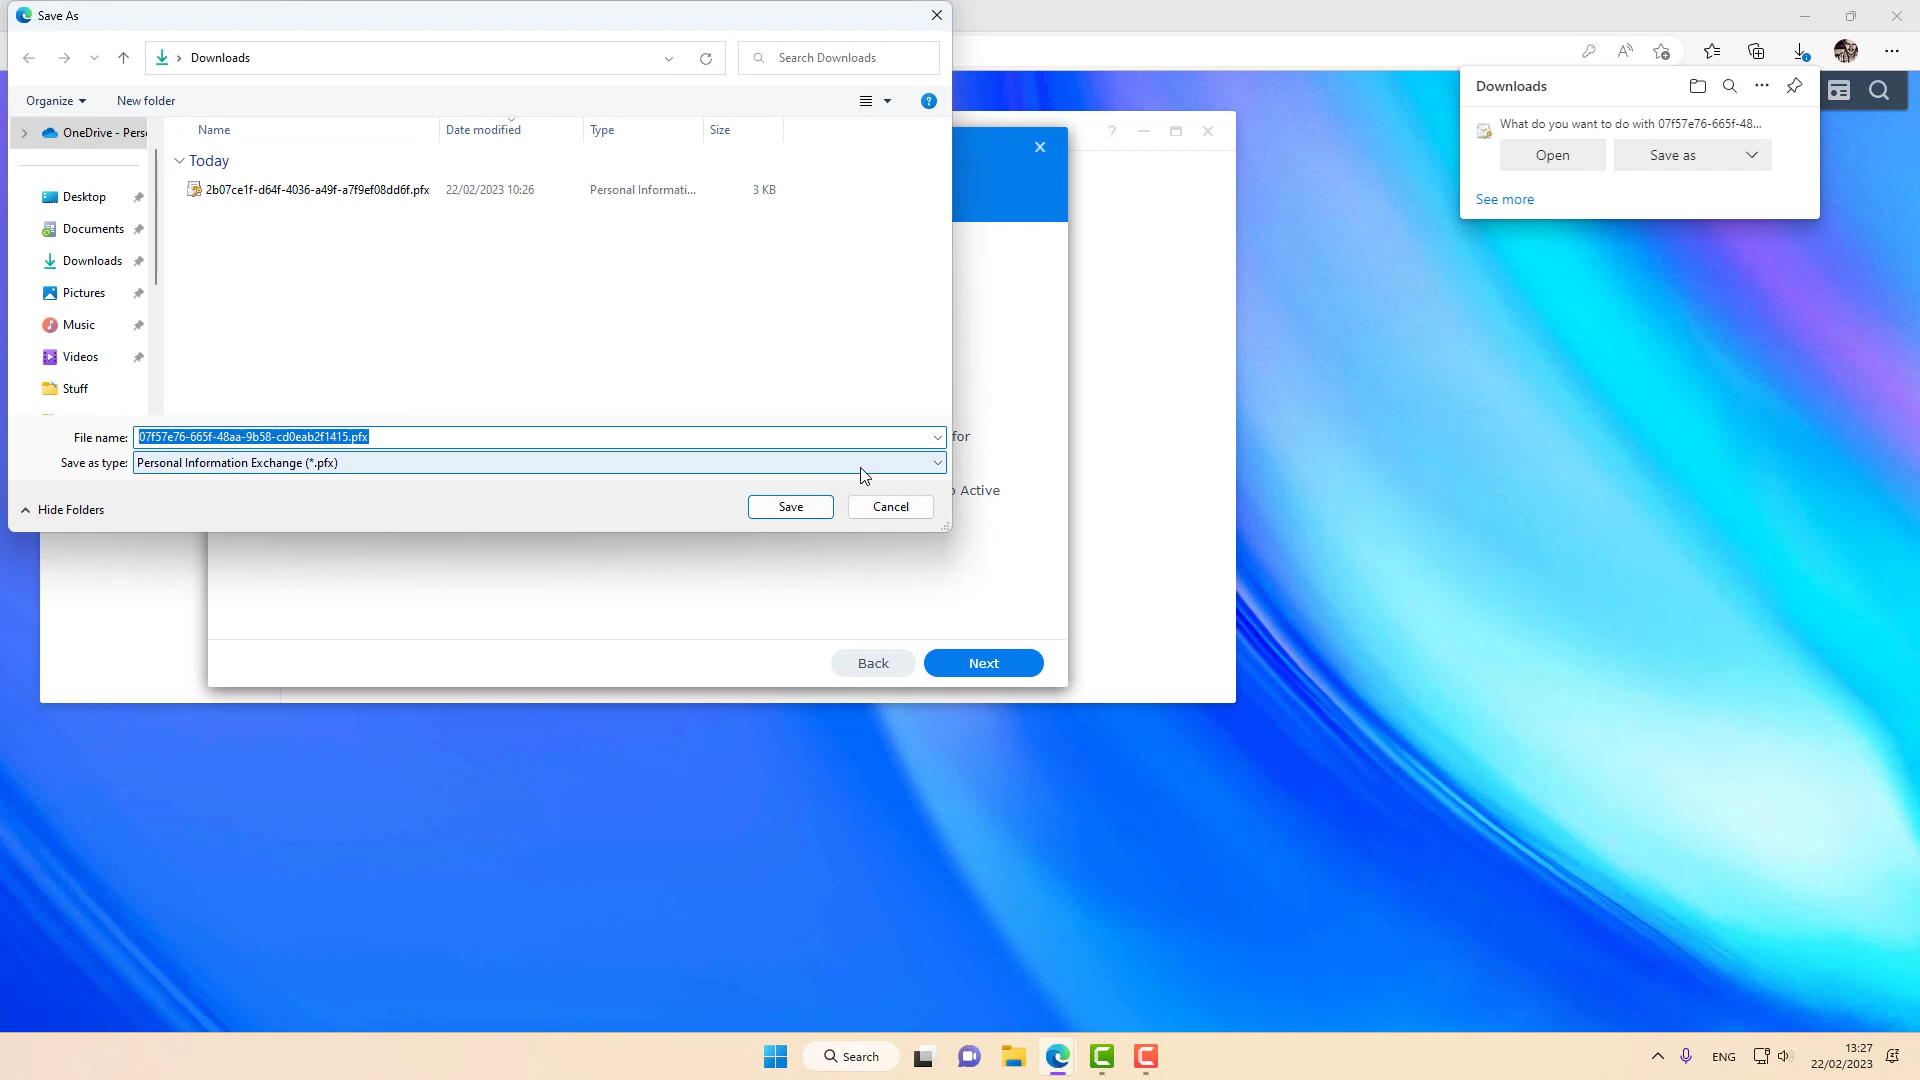 Save As
Downloads
Search Downloads
Organize
New folder
Name
Date modified
Type
Size
OneDrive - Pers
Today
2b07ce1f-d64f-4036-a49f-a7f9ef08dd6f.pfx
22/02/2023 10:26
Personal Informati...
3 KB
Desktop
Documents
Downloads
Pictures
Music
Videos
Stuff
File name:
07f57e76-665f-48aa-9b58-cd0eab2f1415.pfx
Save as type:
Personal Information Exchange (*.pfx)
Hide Folders
Save
Cancel
for
Active
Back
Next
Downloads
What do you want to do with 07f57e76-665f-48...
Open
Save as
See more
Search
ENG
13:27
22/02/2023